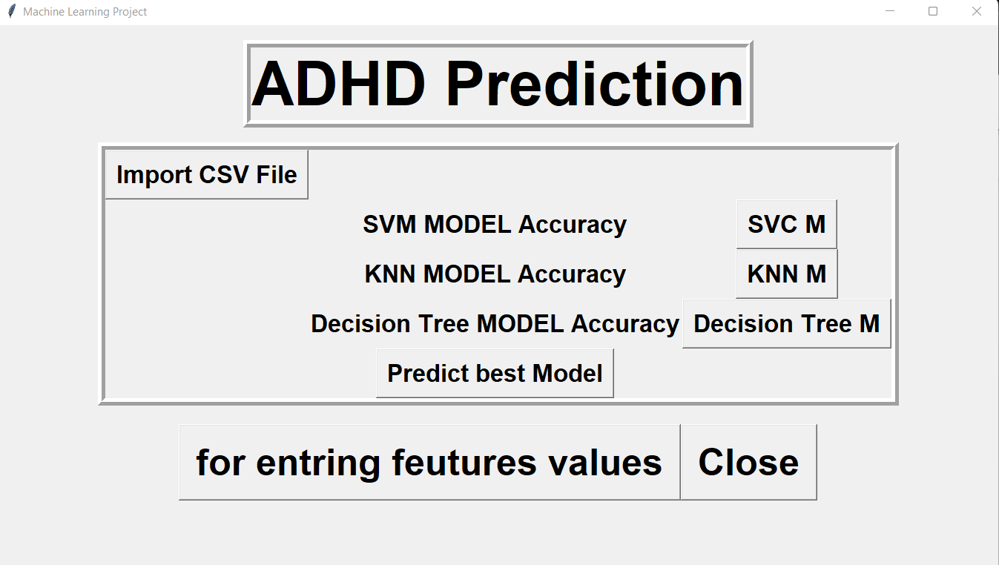 Machine Learning Project
ADHD Prediction
Import CSV File
SVM MODEL Accuracy SVC M
KNN MODEL Accuracy KNN M
Decision Tree MODEL Accuracy Decision Tree M
Predict best Model
for entring feutures values Close